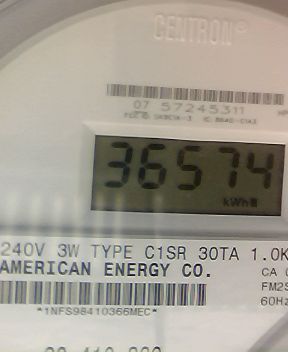 CENTRON®
07 57245311
36574
kWh
240V 3W TYPE C1SR 30TA 1.0K
AMERICAN ENERGY CO.
CA
FM2S
60Hz
*1NFS98410366MEC*